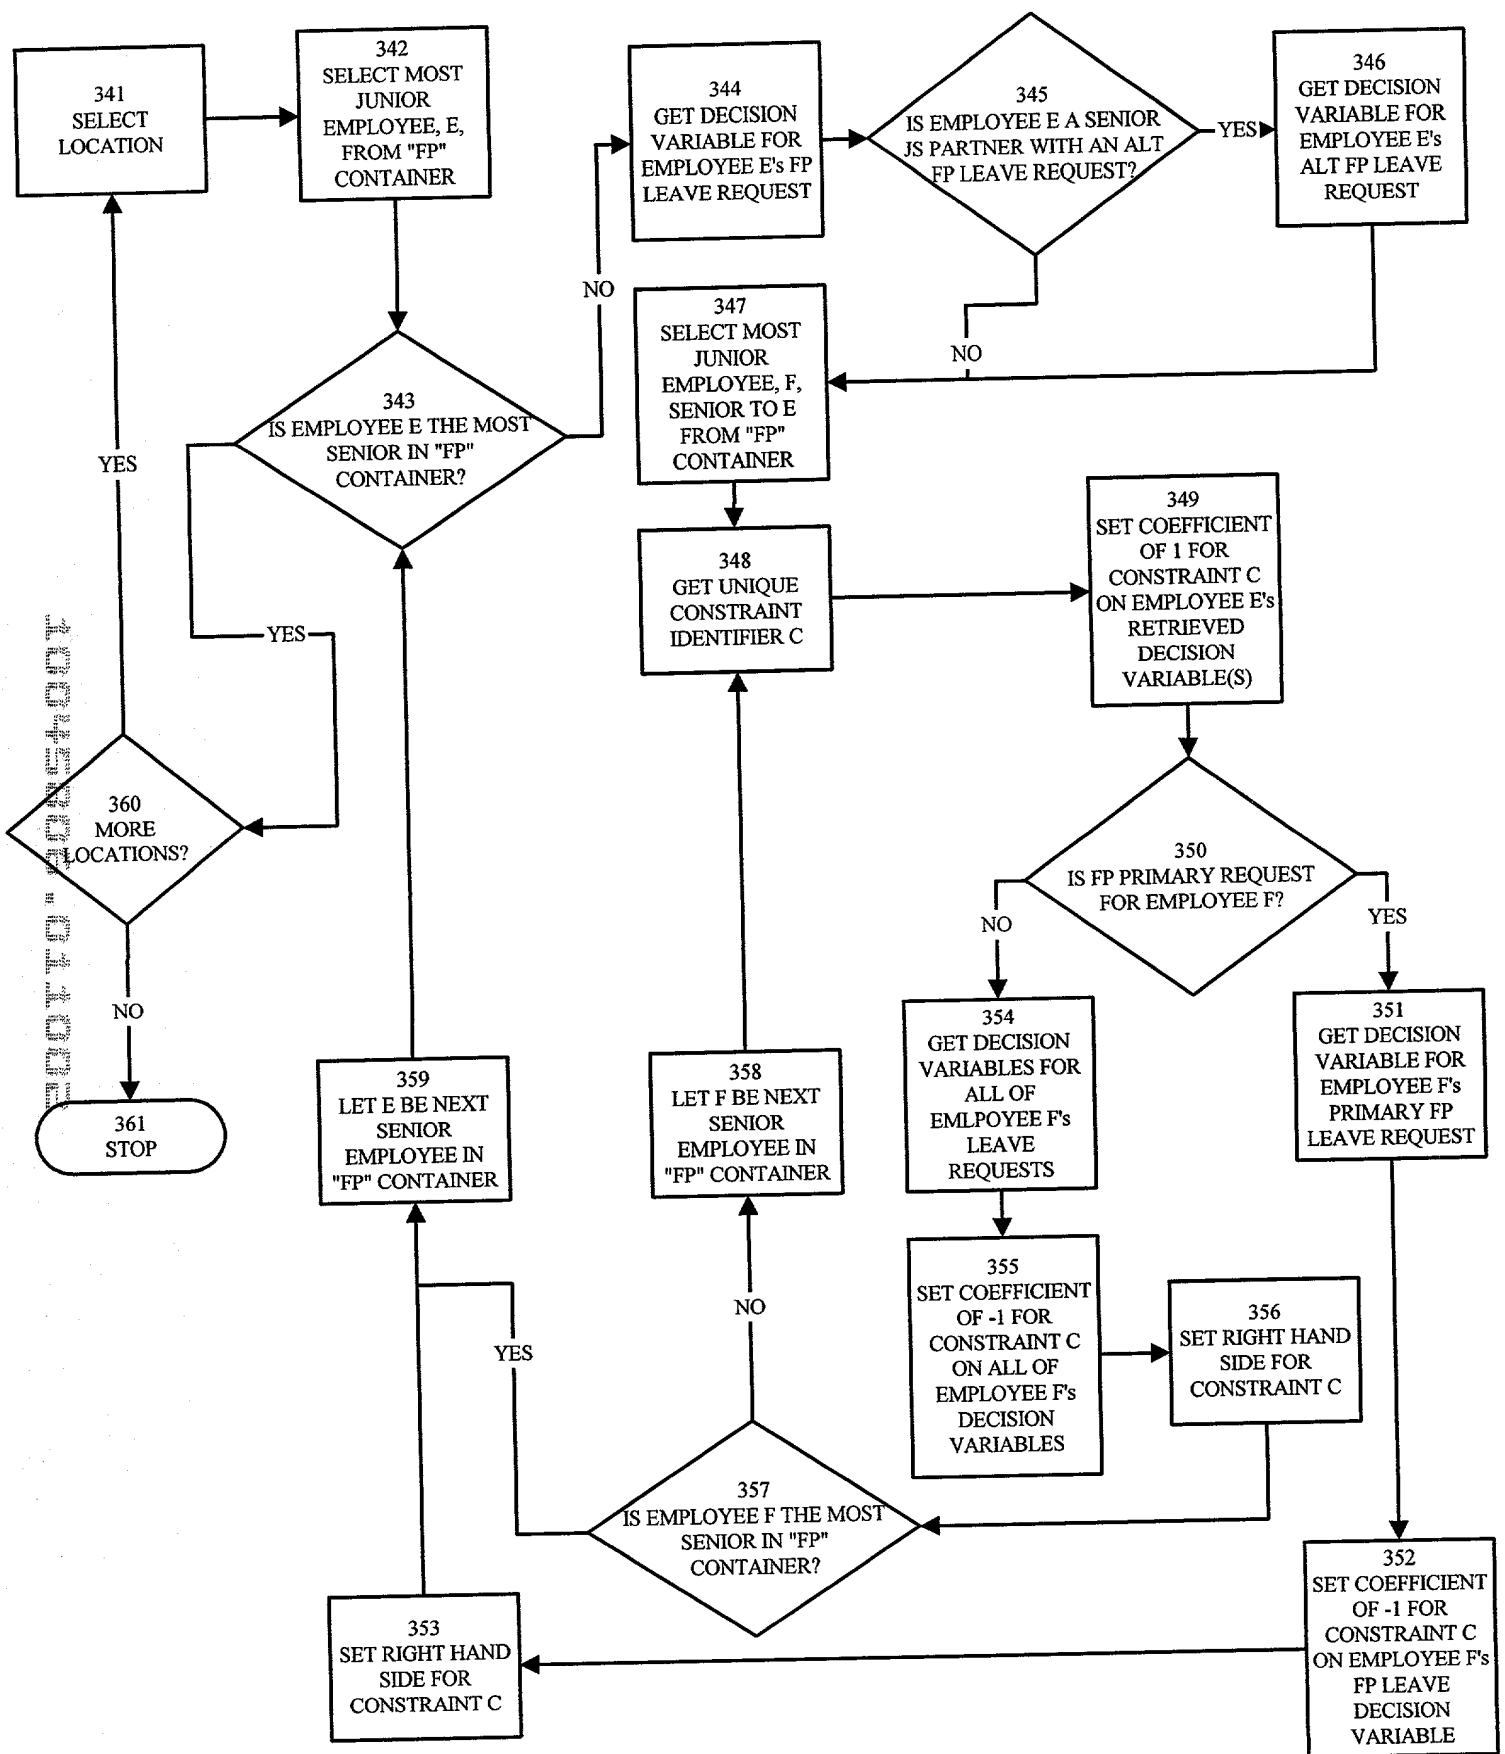 341
SELECT
LOCATION
342
SELECT MOST
JUNIOR
EMPLOYEE, E,
FROM "FP"
CONTAINER
344
GET DECISION
VARIABLE FOR
EMPLOYEE E's FP
LEAVE REQUEST
345
IS EMPLOYEE E A SENIOR
JS PARTNER WITH AN ALT
FP LEAVE REQUEST?
YES
346
GET DECISION
VARIABLE FOR
EMPLOYEE E's
ALT FP LEAVE
REQUEST
NO
347
SELECT MOST
JUNIOR
EMPLOYEE, F,
SENIOR TO E
FROM "FP"
CONTAINER
NO
343
IS EMPLOYEE E THE MOST
SENIOR IN "FP"
CONTAINER?
YES
YES
348
GET UNIQUE
CONSTRAINT
IDENTIFIER C
349
SET COEFFICIENT
OF 1 FOR
CONSTRAINT C
ON EMPLOYEE E's
RETRIEVED
DECISION
VARIABLE(S)
360
MORE
LOCATIONS?
NO
361
STOP
350
IS FP PRIMARY REQUEST
FOR EMPLOYEE F?
NO
YES
354
GET DECISION
VARIABLES FOR
ALL OF
EMLPOYEE F's
LEAVE
REQUESTS
351
GET DECISION
VARIABLE FOR
EMPLOYEE F's
PRIMARY FP
LEAVE REQUEST
359
LET E BE NEXT
SENIOR
EMPLOYEE IN
"FP" CONTAINER
358
LET F BE NEXT
SENIOR
EMPLOYEE IN
"FP" CONTAINER
355
SET COEFFICIENT
OF -1 FOR
CONSTRAINT C
ON ALL OF
EMPLOYEE F's
DECISION
VARIABLES
356
SET RIGHT HAND
SIDE FOR
CONSTRAINT C
NO
YES
357
IS EMPLOYEE F THE MOST
SENIOR IN "FP"
CONTAINER?
352
SET COEFFICIENT
OF -1 FOR
CONSTRAINT C
ON EMPLOYEE F's
FP LEAVE
DECISION
VARIABLE
353
SET RIGHT HAND
SIDE FOR
CONSTRAINT C